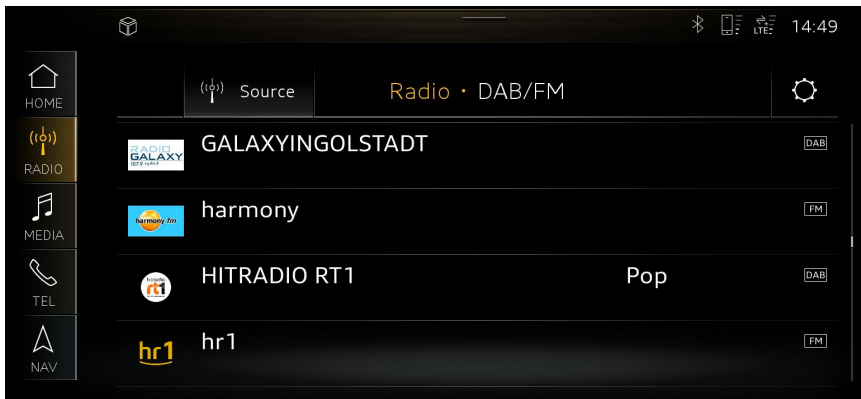 LTE
14:49
HOME
Source
Radio • DAB/FM
RADIO
RADIO
GALAXY
GALAXYINGOLSTADT
DAB
MEDIA
harmony fm
harmony
FM
TEL
hitradio
rt1
HITRADIO RT1
Pop
DAB
NAV
hr1
hr1
FM